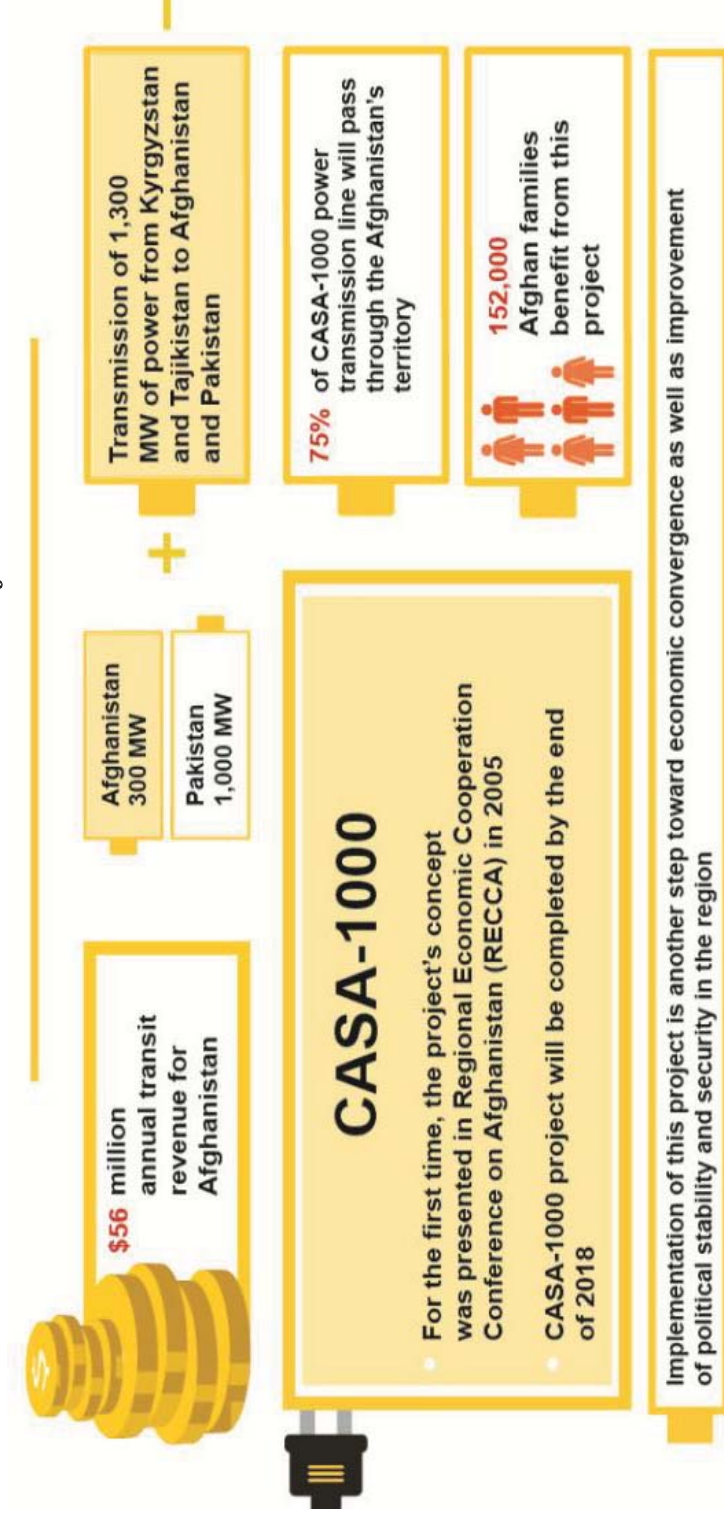 $56 million
annual transit
revenue for
Afghanistan
Afghanistan
300 MW
Pakistan
1,000 MW
+
Transmission of 1,300
MW of power from Kyrgyzstan
and Tajikistan to Afghanistan
and Pakistan
CASA-1000
For the first time, the project's concept
was presented in Regional Economic Cooperation
Conference on Afghanistan (RECCA) in 2005
CASA-1000 project will be completed by the end
of 2018
75% of CASA-1000 power
transmission line will pass
through the Afghanistan's
territory
152,000
Afghan families
benefit from this
project
Implementation of this project is another step toward economic convergence as well as improvement
of political stability and security in the region